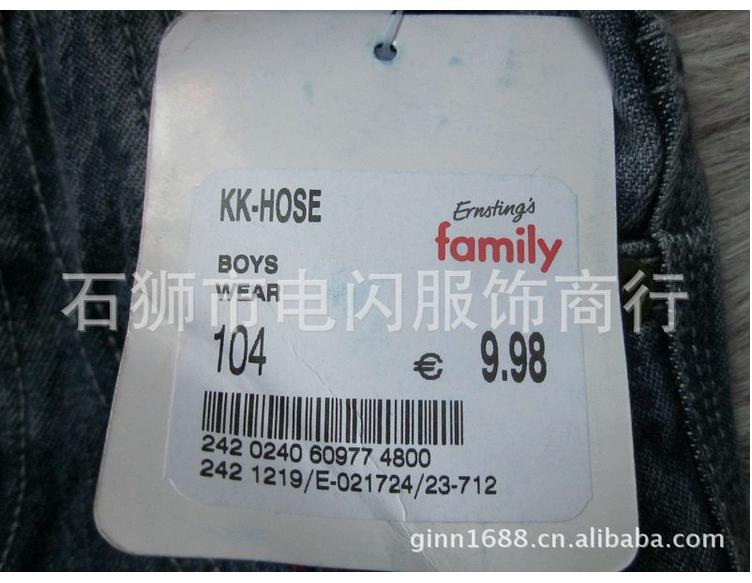 KK-HOSE
Ernsting's
family
BOYS
WEAR
石狮市电闪服饰商行
104
€ 9.98
242 0240 60977 4800
242 1219/E-021724/23-712
ginn1688.cn.alibaba.com